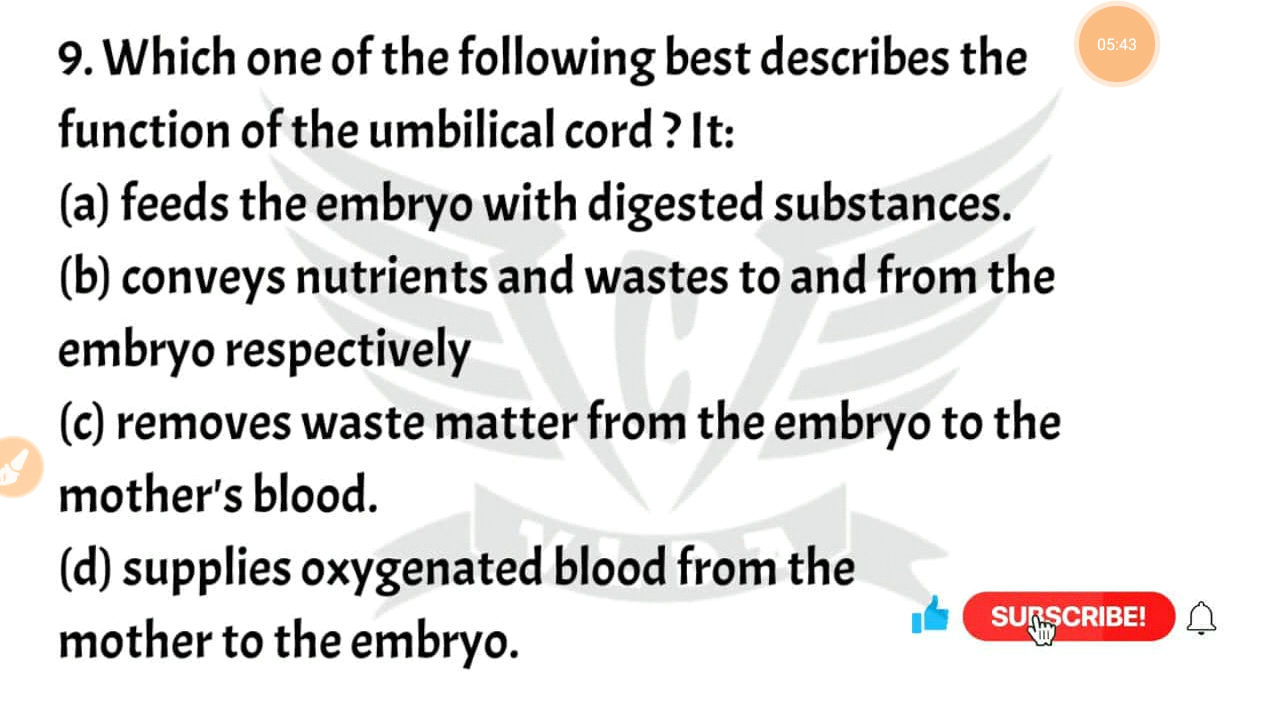 9. Which one of the following best describes the
05:43
function of the umbilical cord ? It:
(a) feeds the embryo with digested substances.
(b) conveys nutrients and wastes to and from the
embryo respectively
(c) removes waste matter from the embryo to the
mother's blood.
(d) supplies oxygenated blood from the
mother to the embryo.
SUBSCRIBE!